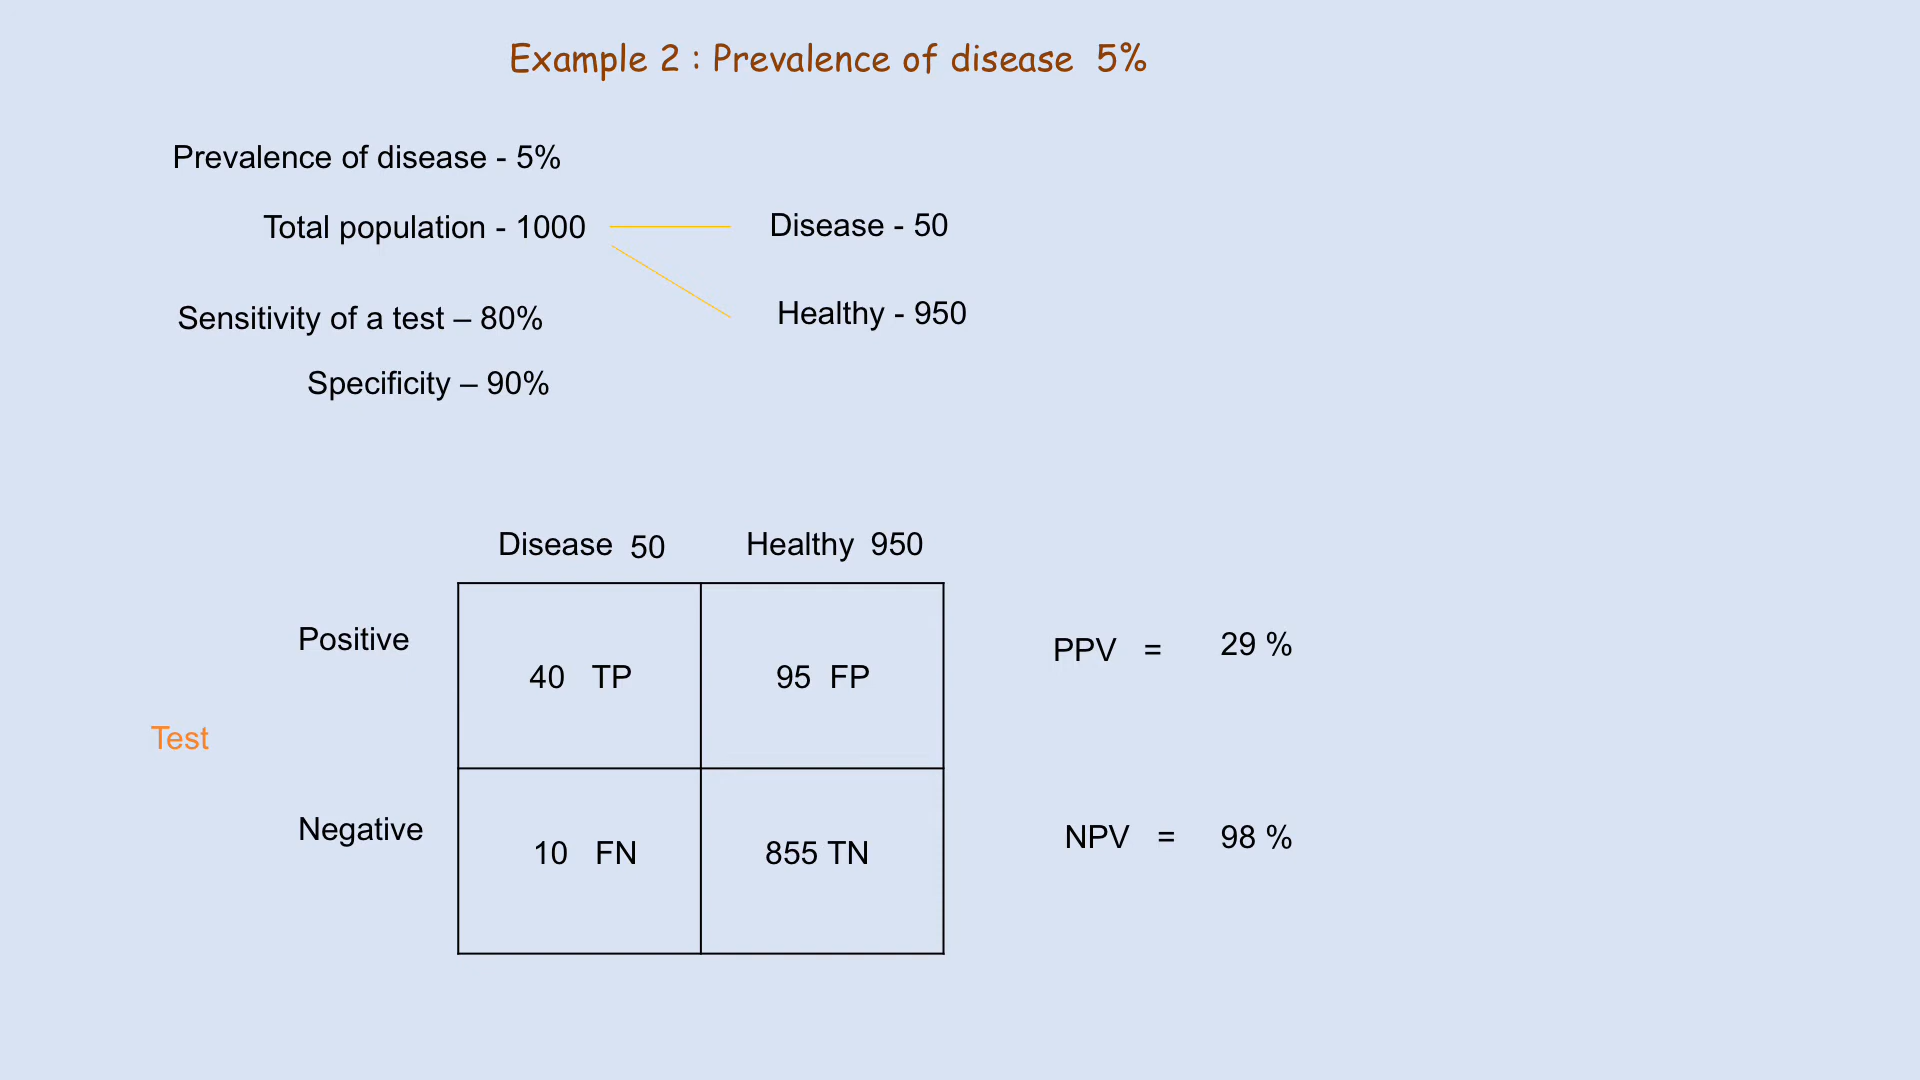 Example 2 : Prevalence of disease 5%
Prevalence of disease - 5%
Total population - 1000
Disease - 50
Healthy - 950
Sensitivity of a test – 80%
Specificity – 90%
Disease 50 Healthy 950
Positive
40 TP 95 FP
PPV = 29 %
Test
Negative
10 FN 855 TN
NPV = 98 %